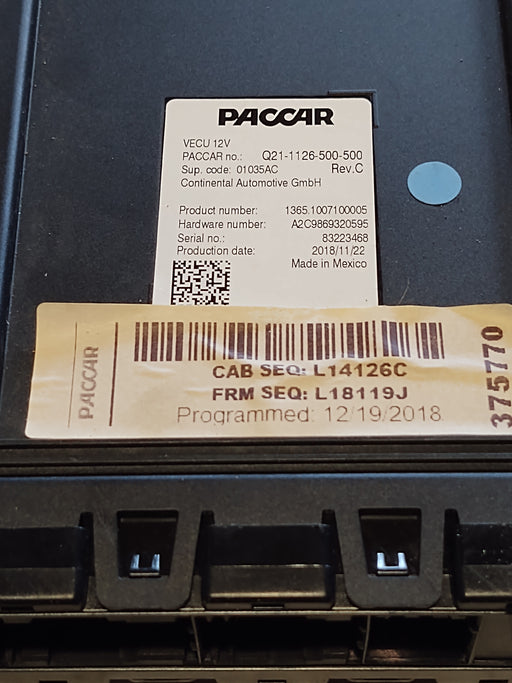 PACCAR
VECU 12V
PACCAR no.: Q21-1126-500-500
Sup. code: 01035AC Rev.C
Continental Automotive GmbH
Product number: 1365.1007100005
Hardware number: A2C9869320595
Serial no.: 83223468
Production date: 2018/11/22
Made in Mexico
PACCAR
CAB SEQ: L14126C
FRM SEQ: L18119J
Programmed: 12/19/2018
375770